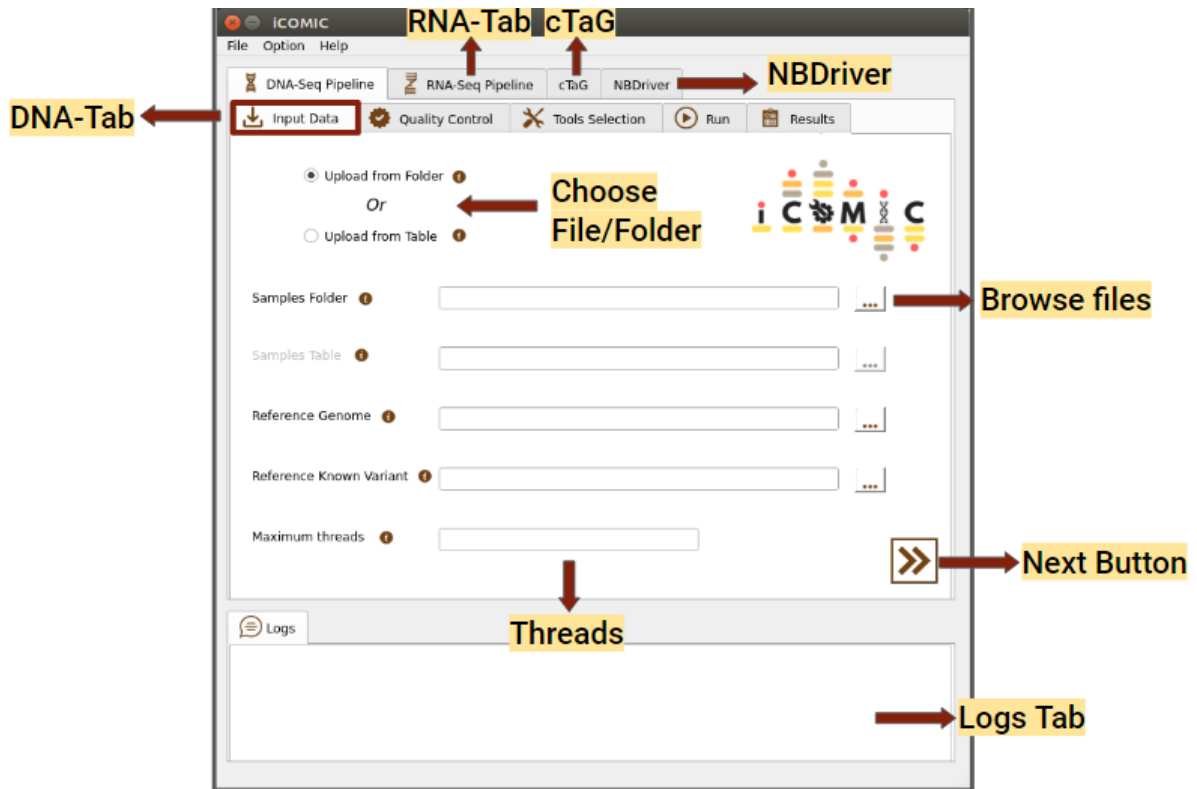 iCOMIC
RNA-Tab cTaG
File Option Help
DNA-Seq Pipeline RNA-Seq Pipeline cTaG NBDriver
NBDriver
DNA-Tab
Input Data Quality Control Tools Selection Run Results
Upload from Folder
Or
Upload from Table
Choose
File/Folder
iCOMIC
Samples Folder ...
Browse files
Samples Table ...
Reference Genome ...
Reference Known Variant ...
Maximum threads
Next Button
Threads
Logs
Logs Tab